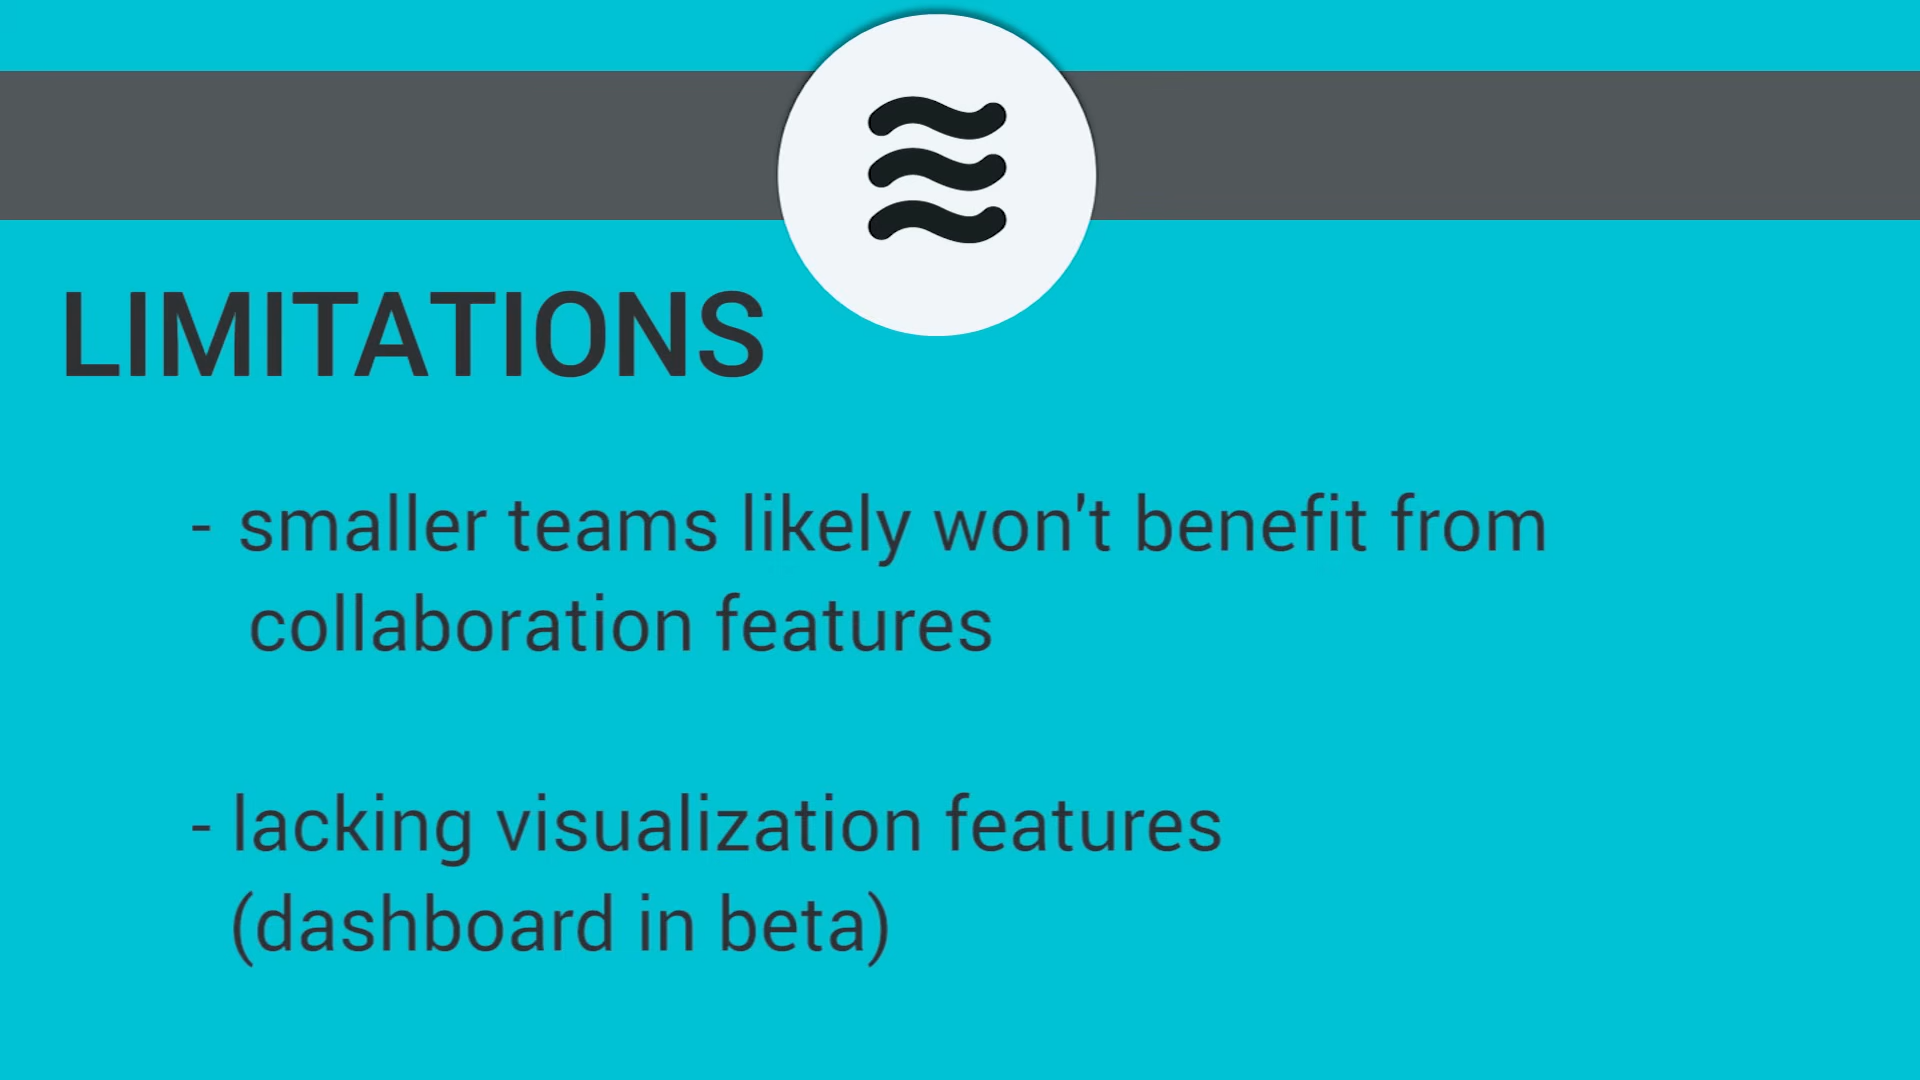 LIMITATIONS
- smaller teams likely won't benefit from
collaboration features
- lacking visualization features
(dashboard in beta)